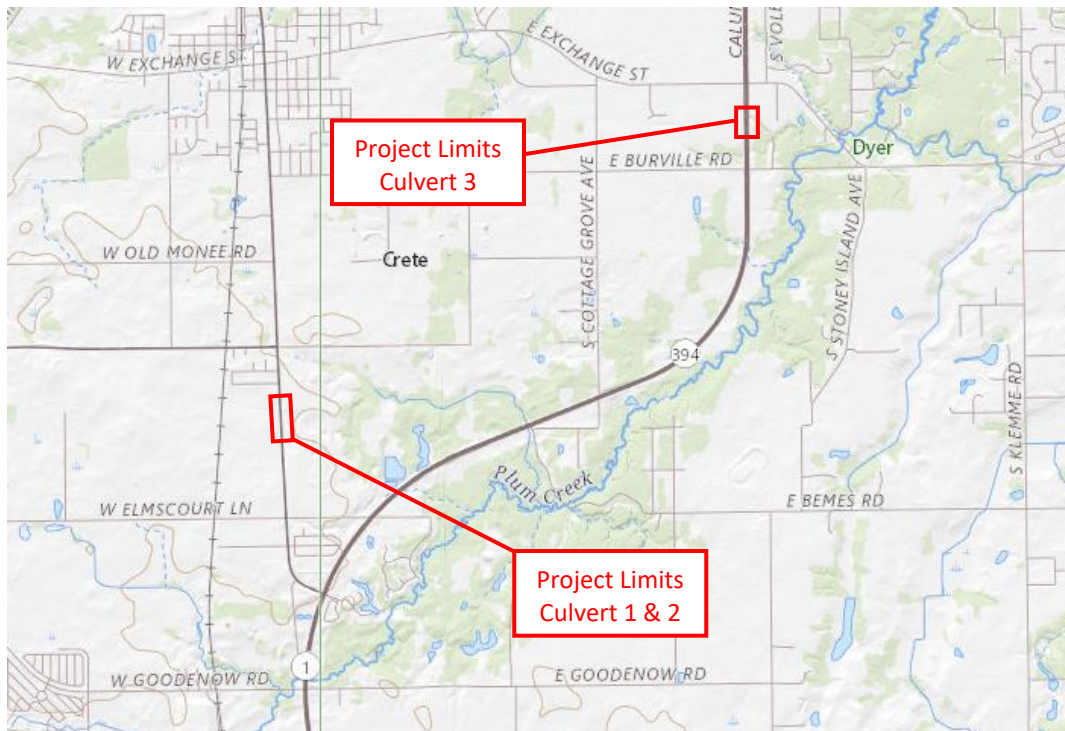 W EXCHANGE ST
E EXCHANGE ST
S VOLE
Project Limits
Culvert 3
E BURVILLE RD
Dyer
S COTTAGE GROVE AVE
S STONEY ISLAND AVE
W OLD MONEE RD
Crete
394
S KLEMME RD
Plum Creek
W ELMSCOURT LN
E BEMES RD
Project Limits
Culvert 1 & 2
1
W GOODENOW RD
E GOODENOW RD